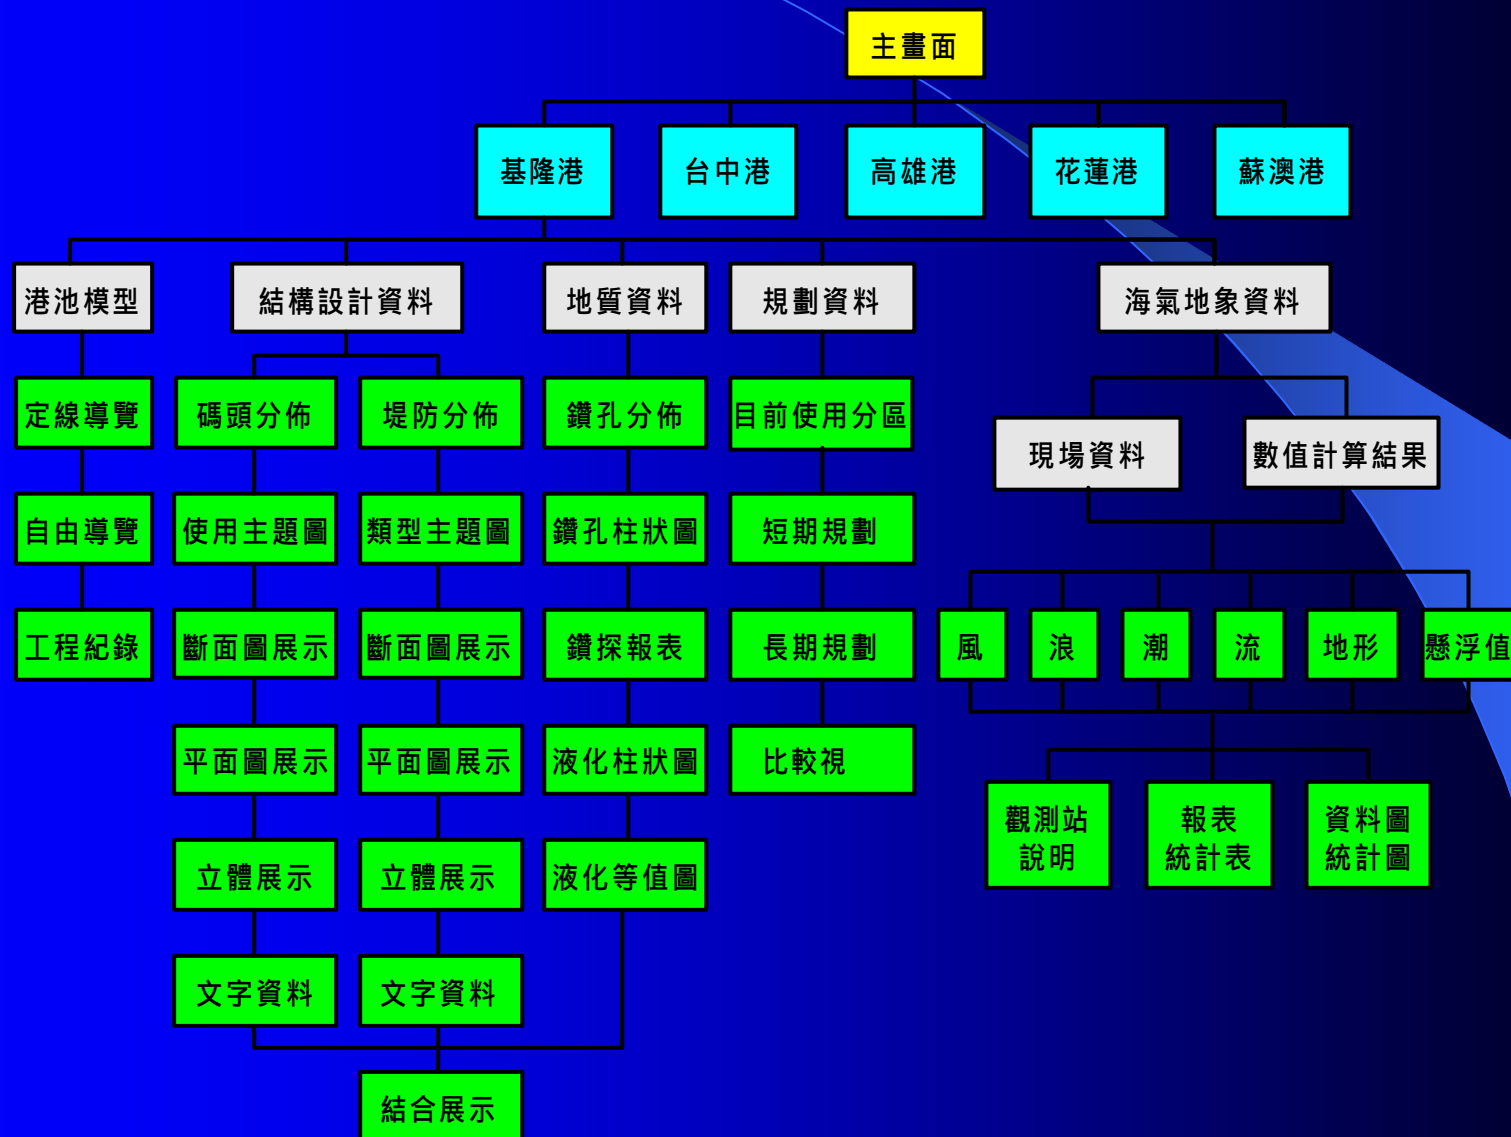 主畫面
基隆港
台中港
高雄港
花蓮港
蘇澳港
港池模型
結構設計資料
地質資料
規劃資料
海氣地象資料
定線導覽
碼頭分佈
堤防分佈
鑽孔分佈
目前使用分區
現場資料
數值計算結果
自由導覽
使用主題圖
類型主題圖
鑽孔柱狀圖
短期規劃
工程紀錄
斷面圖展示
斷面圖展示
鑽探報表
長期規劃
風
浪
潮
流
地形
懸浮值
平面圖展示
平面圖展示
液化柱狀圖
比較視
觀測站
說明
報表
統計表
資料圖
統計圖
立體展示
立體展示
液化等值圖
文字資料
文字資料
結合展示